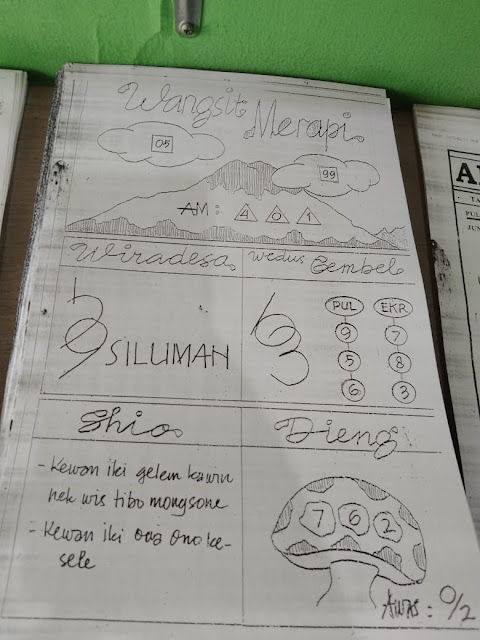 Wangsit Merapi
05
99
AM: 4 0 1
Wiradesa
Wedus Gembel
SILUMAN
63
PUL EKR
9 7
5 8
6 3
Shio
- Kewan iki gelem kawin
nek wis tibo mongsone
- Kewan iki ora ono ke-
sele
Dieng
7 6 2
Awas: 0/2